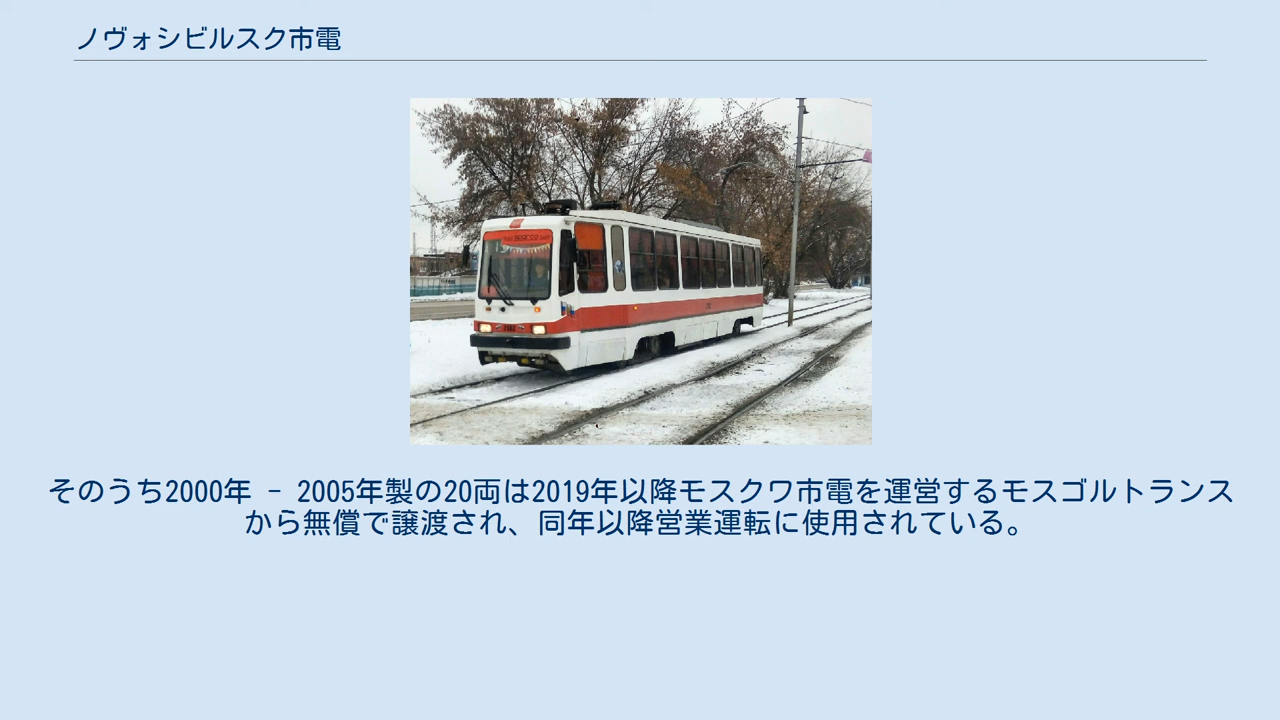 ノヴォシビルスク市電
そのうち2000年 - 2005年製の20両は2019年以降モスクワ市電を運営するモスゴルトランス
から無償で譲渡され、同年以降営業運転に使用されている。